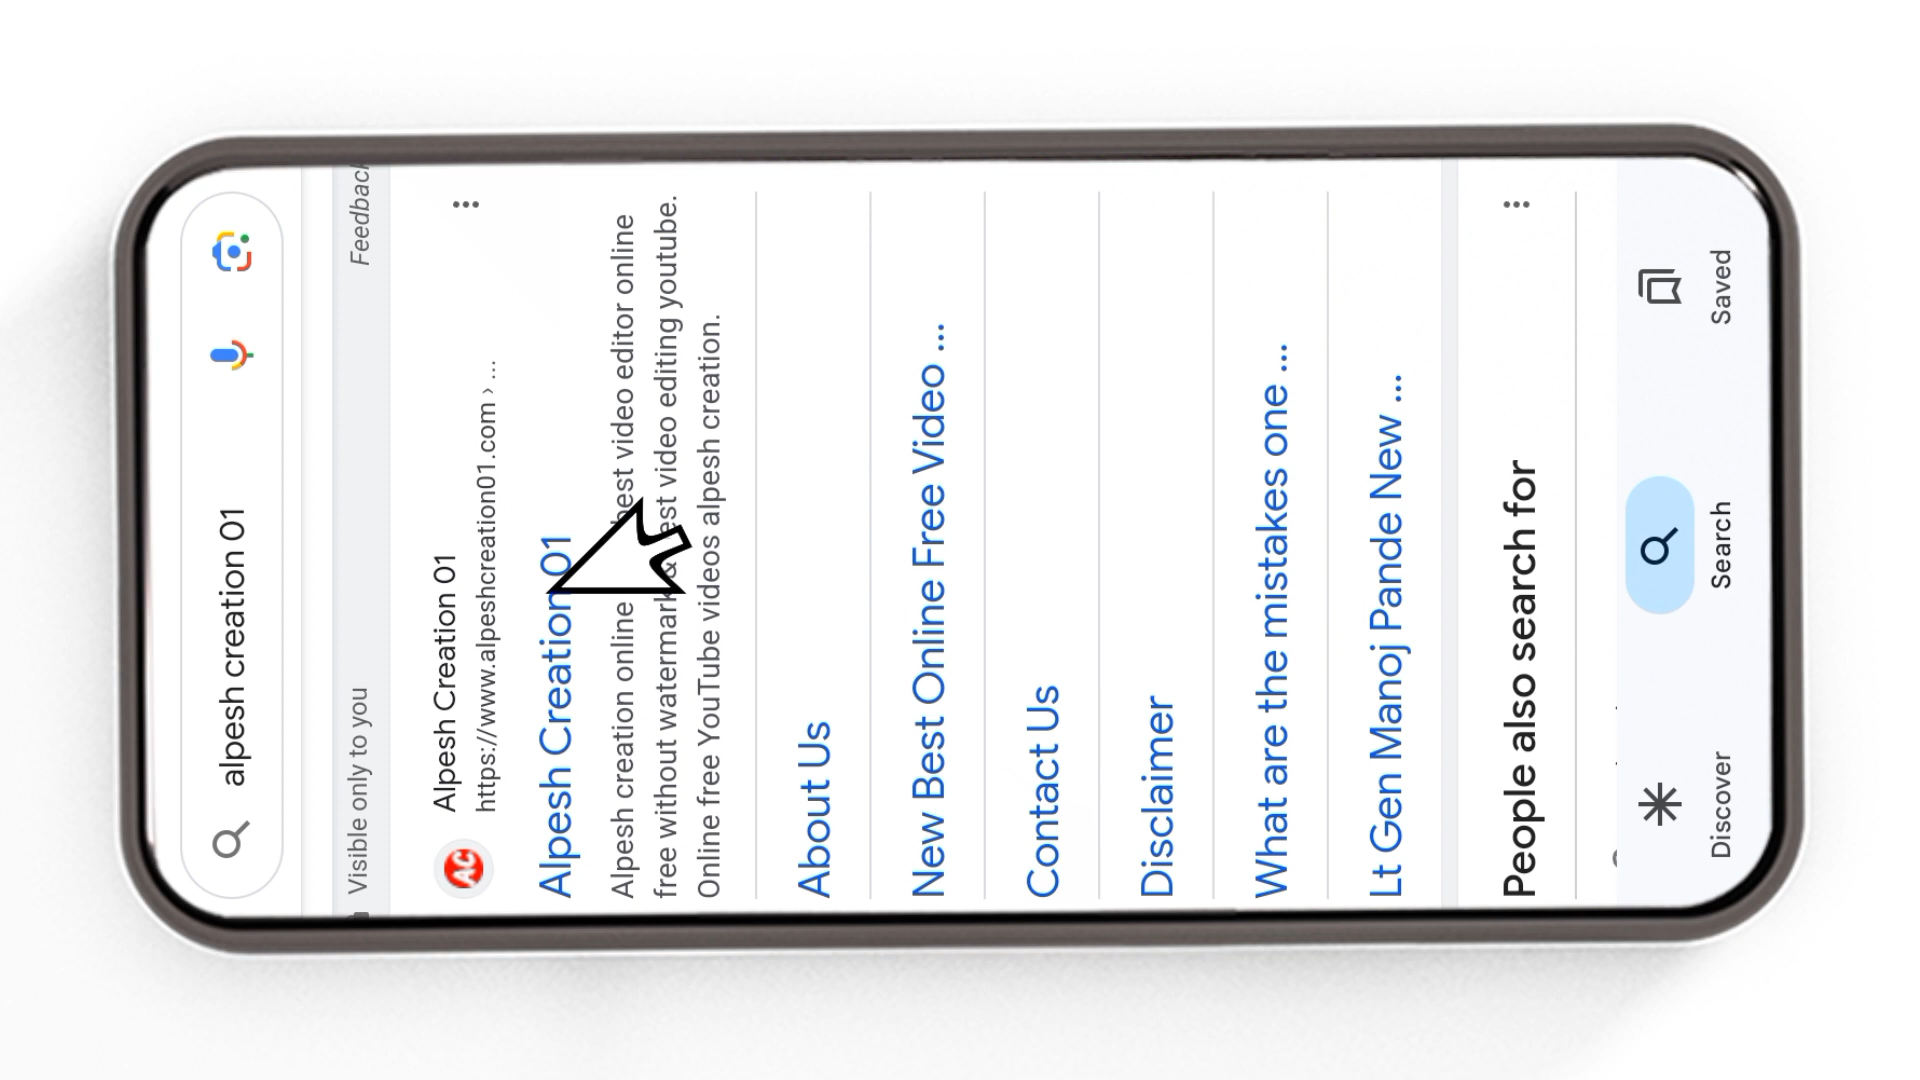 alpesh creation 01
Visible only to you
Feedback
AC
Alpesh Creation 01
https://www.alpeshcreation01.com › ...
Alpesh Creation 01
Alpesh creation online best video editor online
free without watermark & best video editing youtube.
Online free YouTube videos alpesh creation.
About Us
New Best Online Free Video ...
Contact Us
Disclaimer
What are the mistakes one ...
Lt Gen Manoj Pande New ...
People also search for
Discover
Search
Saved